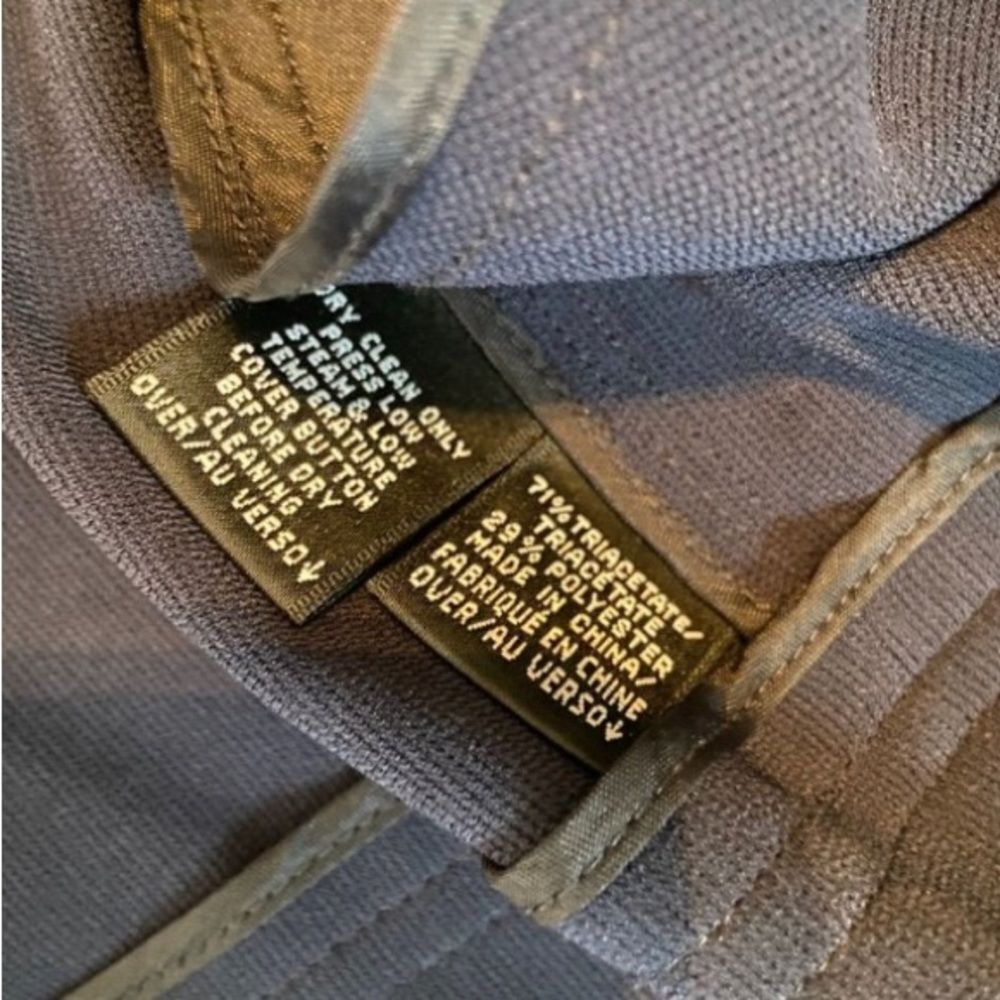 DRY CLEAN ONLY
PRESS LOW
STEAM & LOW
TEMPERATURE
COVER BUTTON
BEFORE DRY
CLEANING
OVER/AU VERSO↓
71% TRIACETATE/
TRIACÉTATE
29% POLYESTER
MADE IN CHINA/
FABRIQUÉ EN CHINE
OVER/AU VERSO↓